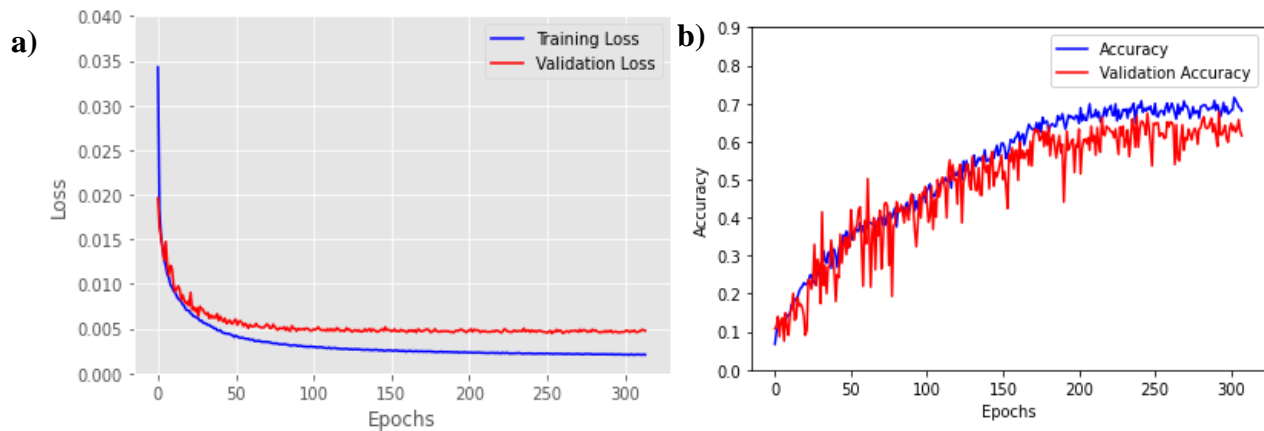 a)
0.040
0.035
0.030
0.025
0.020
0.015
0.010
0.005
0.000
Loss
Training Loss
Validation Loss
0 50 100 150 200 250 300
Epochs
b)
0.9
0.8
0.7
0.6
0.5
0.4
0.3
0.2
0.1
0.0
Accuracy
Accuracy
Validation Accuracy
0 50 100 150 200 250 300
Epochs